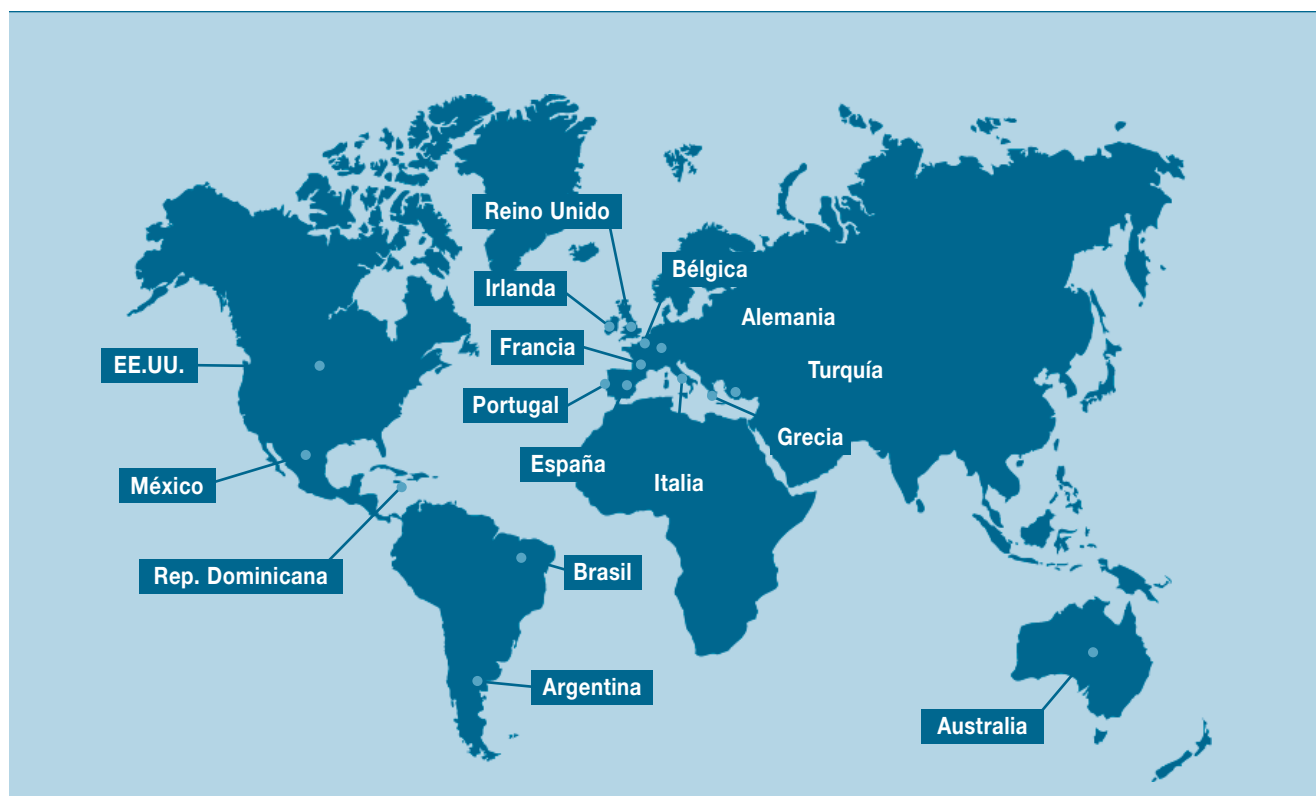 Reino Unido
Bélgica
Irlanda
Alemania
Francia
EE.UU.
Turquía
Portugal
Grecia
España
Italia
México
Rep. Dominicana
Brasil
Argentina
Australia